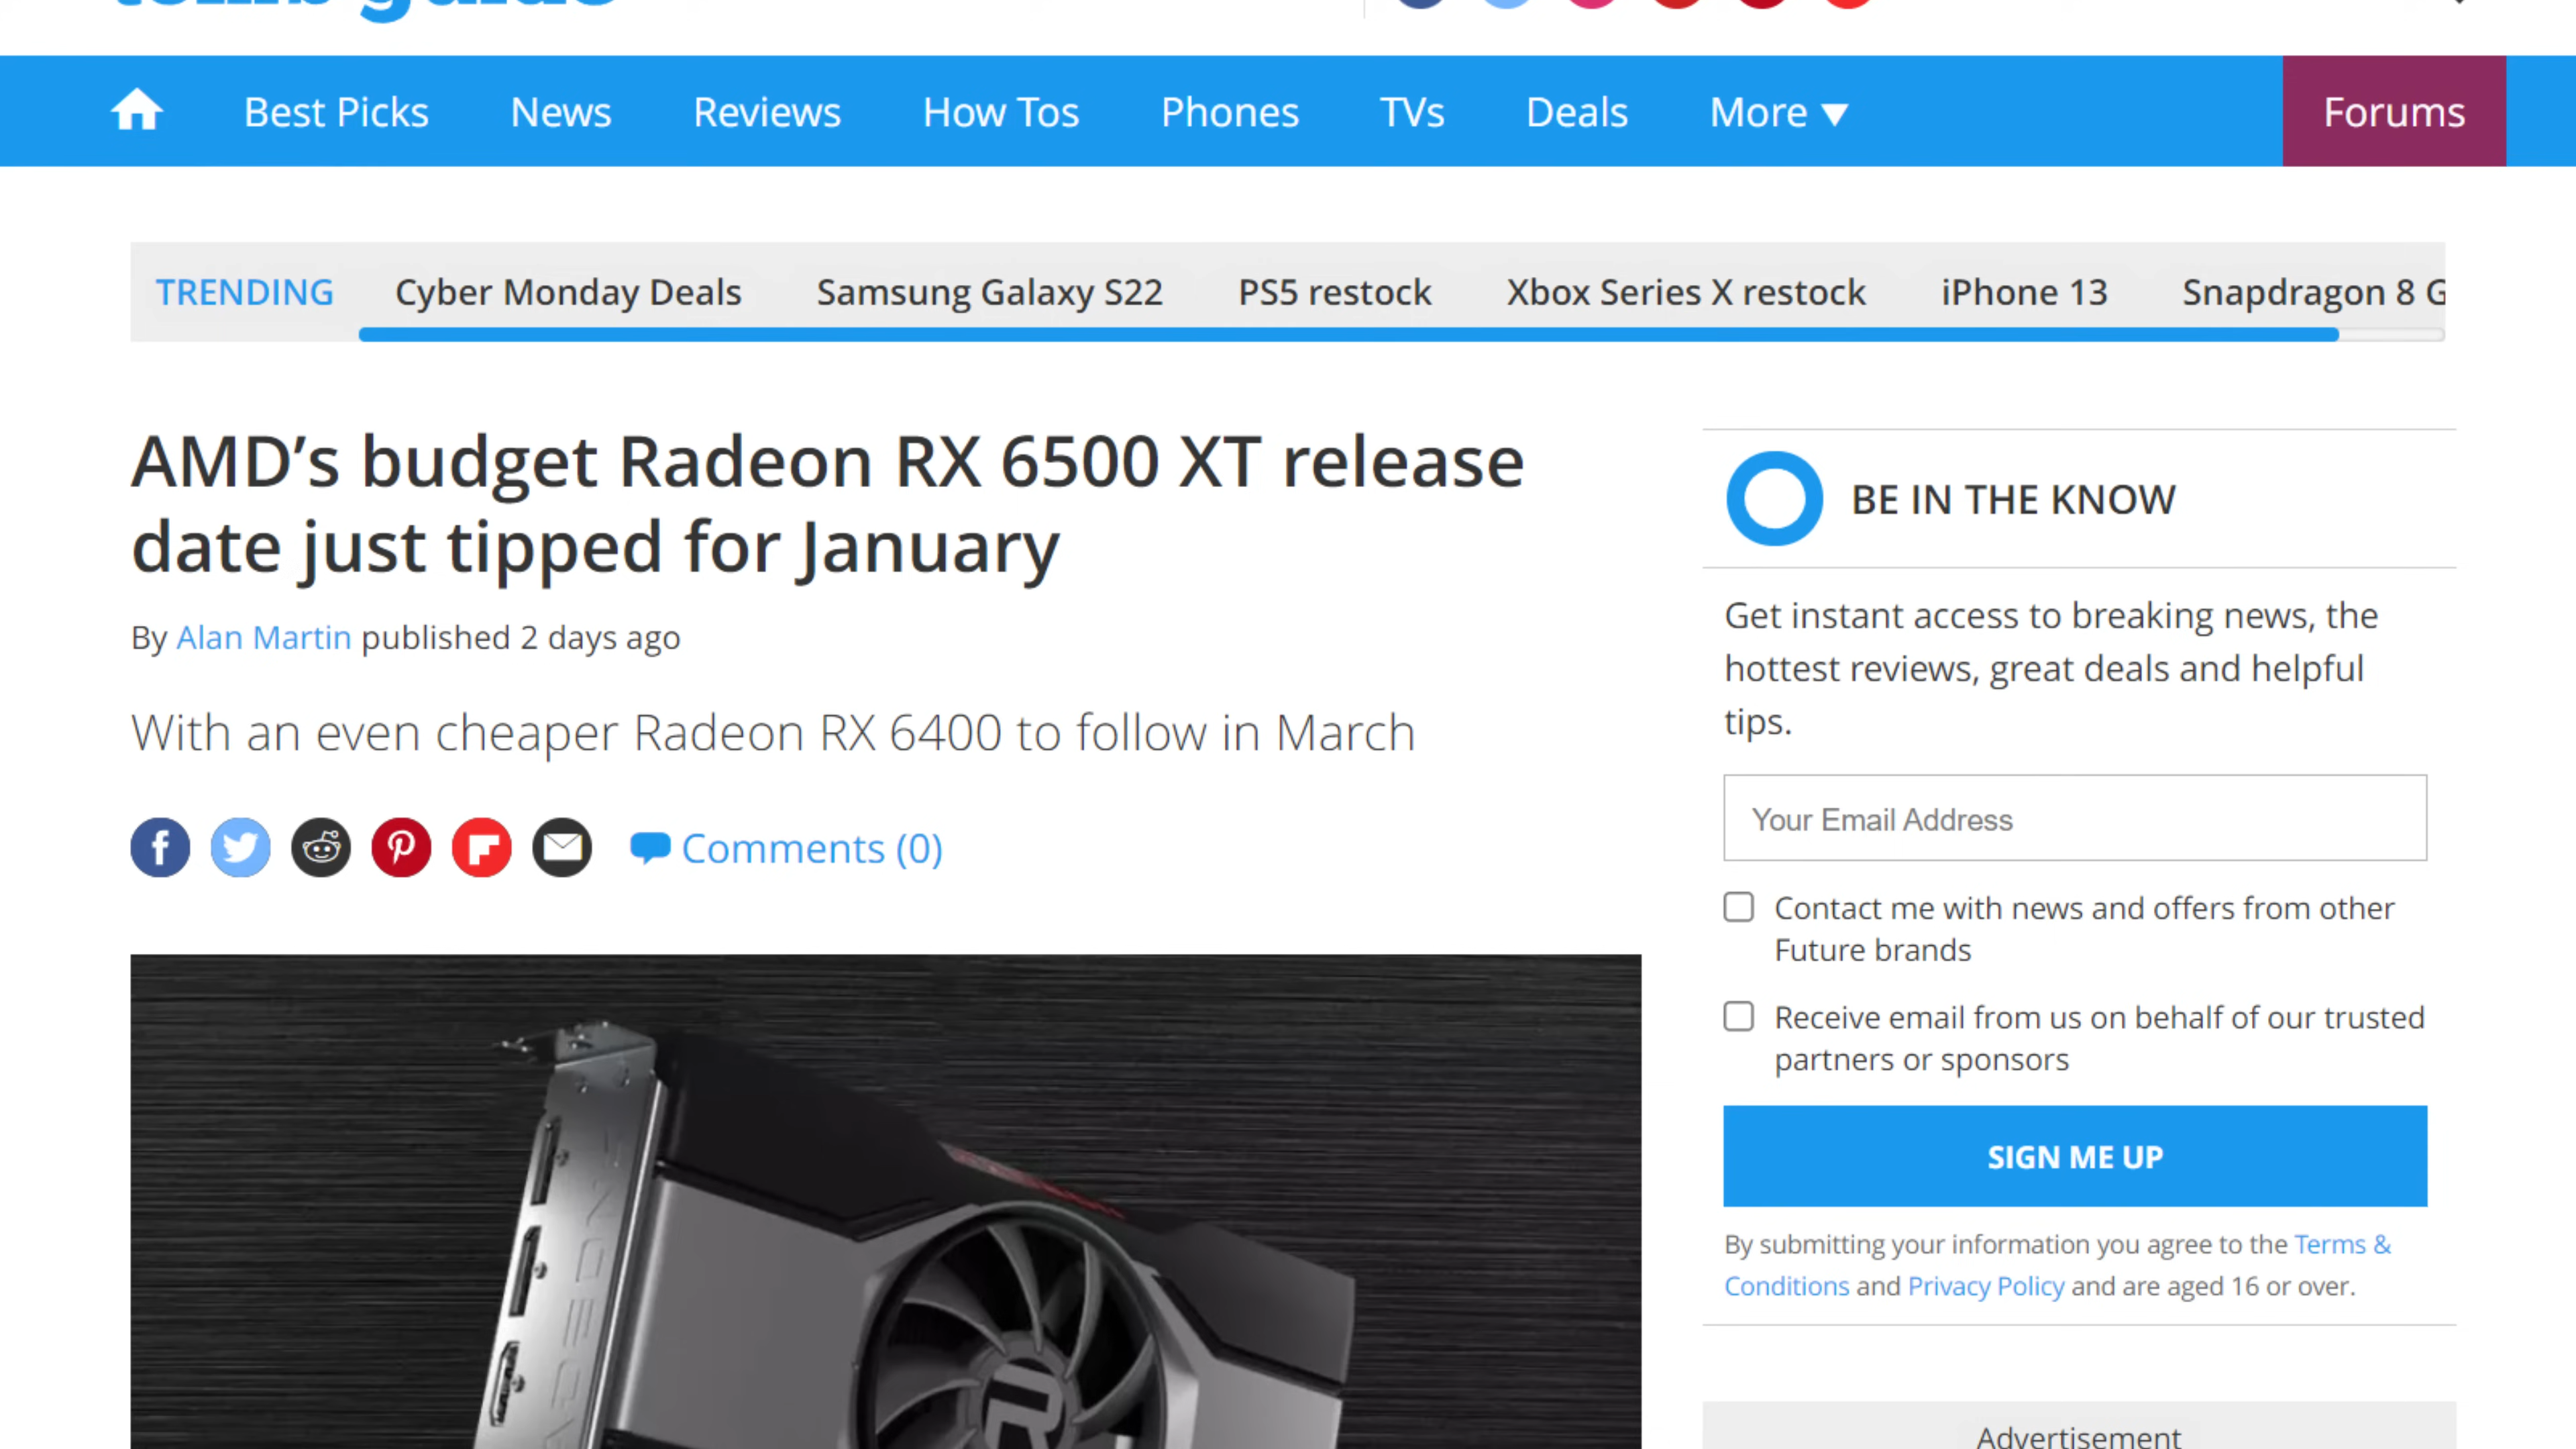 tom's guide
Best Picks News Reviews How Tos Phones TVs Deals More Forums
TRENDING Cyber Monday Deals Samsung Galaxy S22 PS5 restock Xbox Series X restock iPhone 13 Snapdragon 8 G
AMD's budget Radeon RX 6500 XT release
date just tipped for January
By Alan Martin published 2 days ago
With an even cheaper Radeon RX 6400 to follow in March
Comments (0)
BE IN THE KNOW
Get instant access to breaking news, the
hottest reviews, great deals and helpful
tips.
Your Email Address
Contact me with news and offers from other
Future brands
Receive email from us on behalf of our trusted
partners or sponsors
SIGN ME UP
By submitting your information you agree to the Terms &
Conditions and Privacy Policy and are aged 16 or over.
Advertisement
RADEON